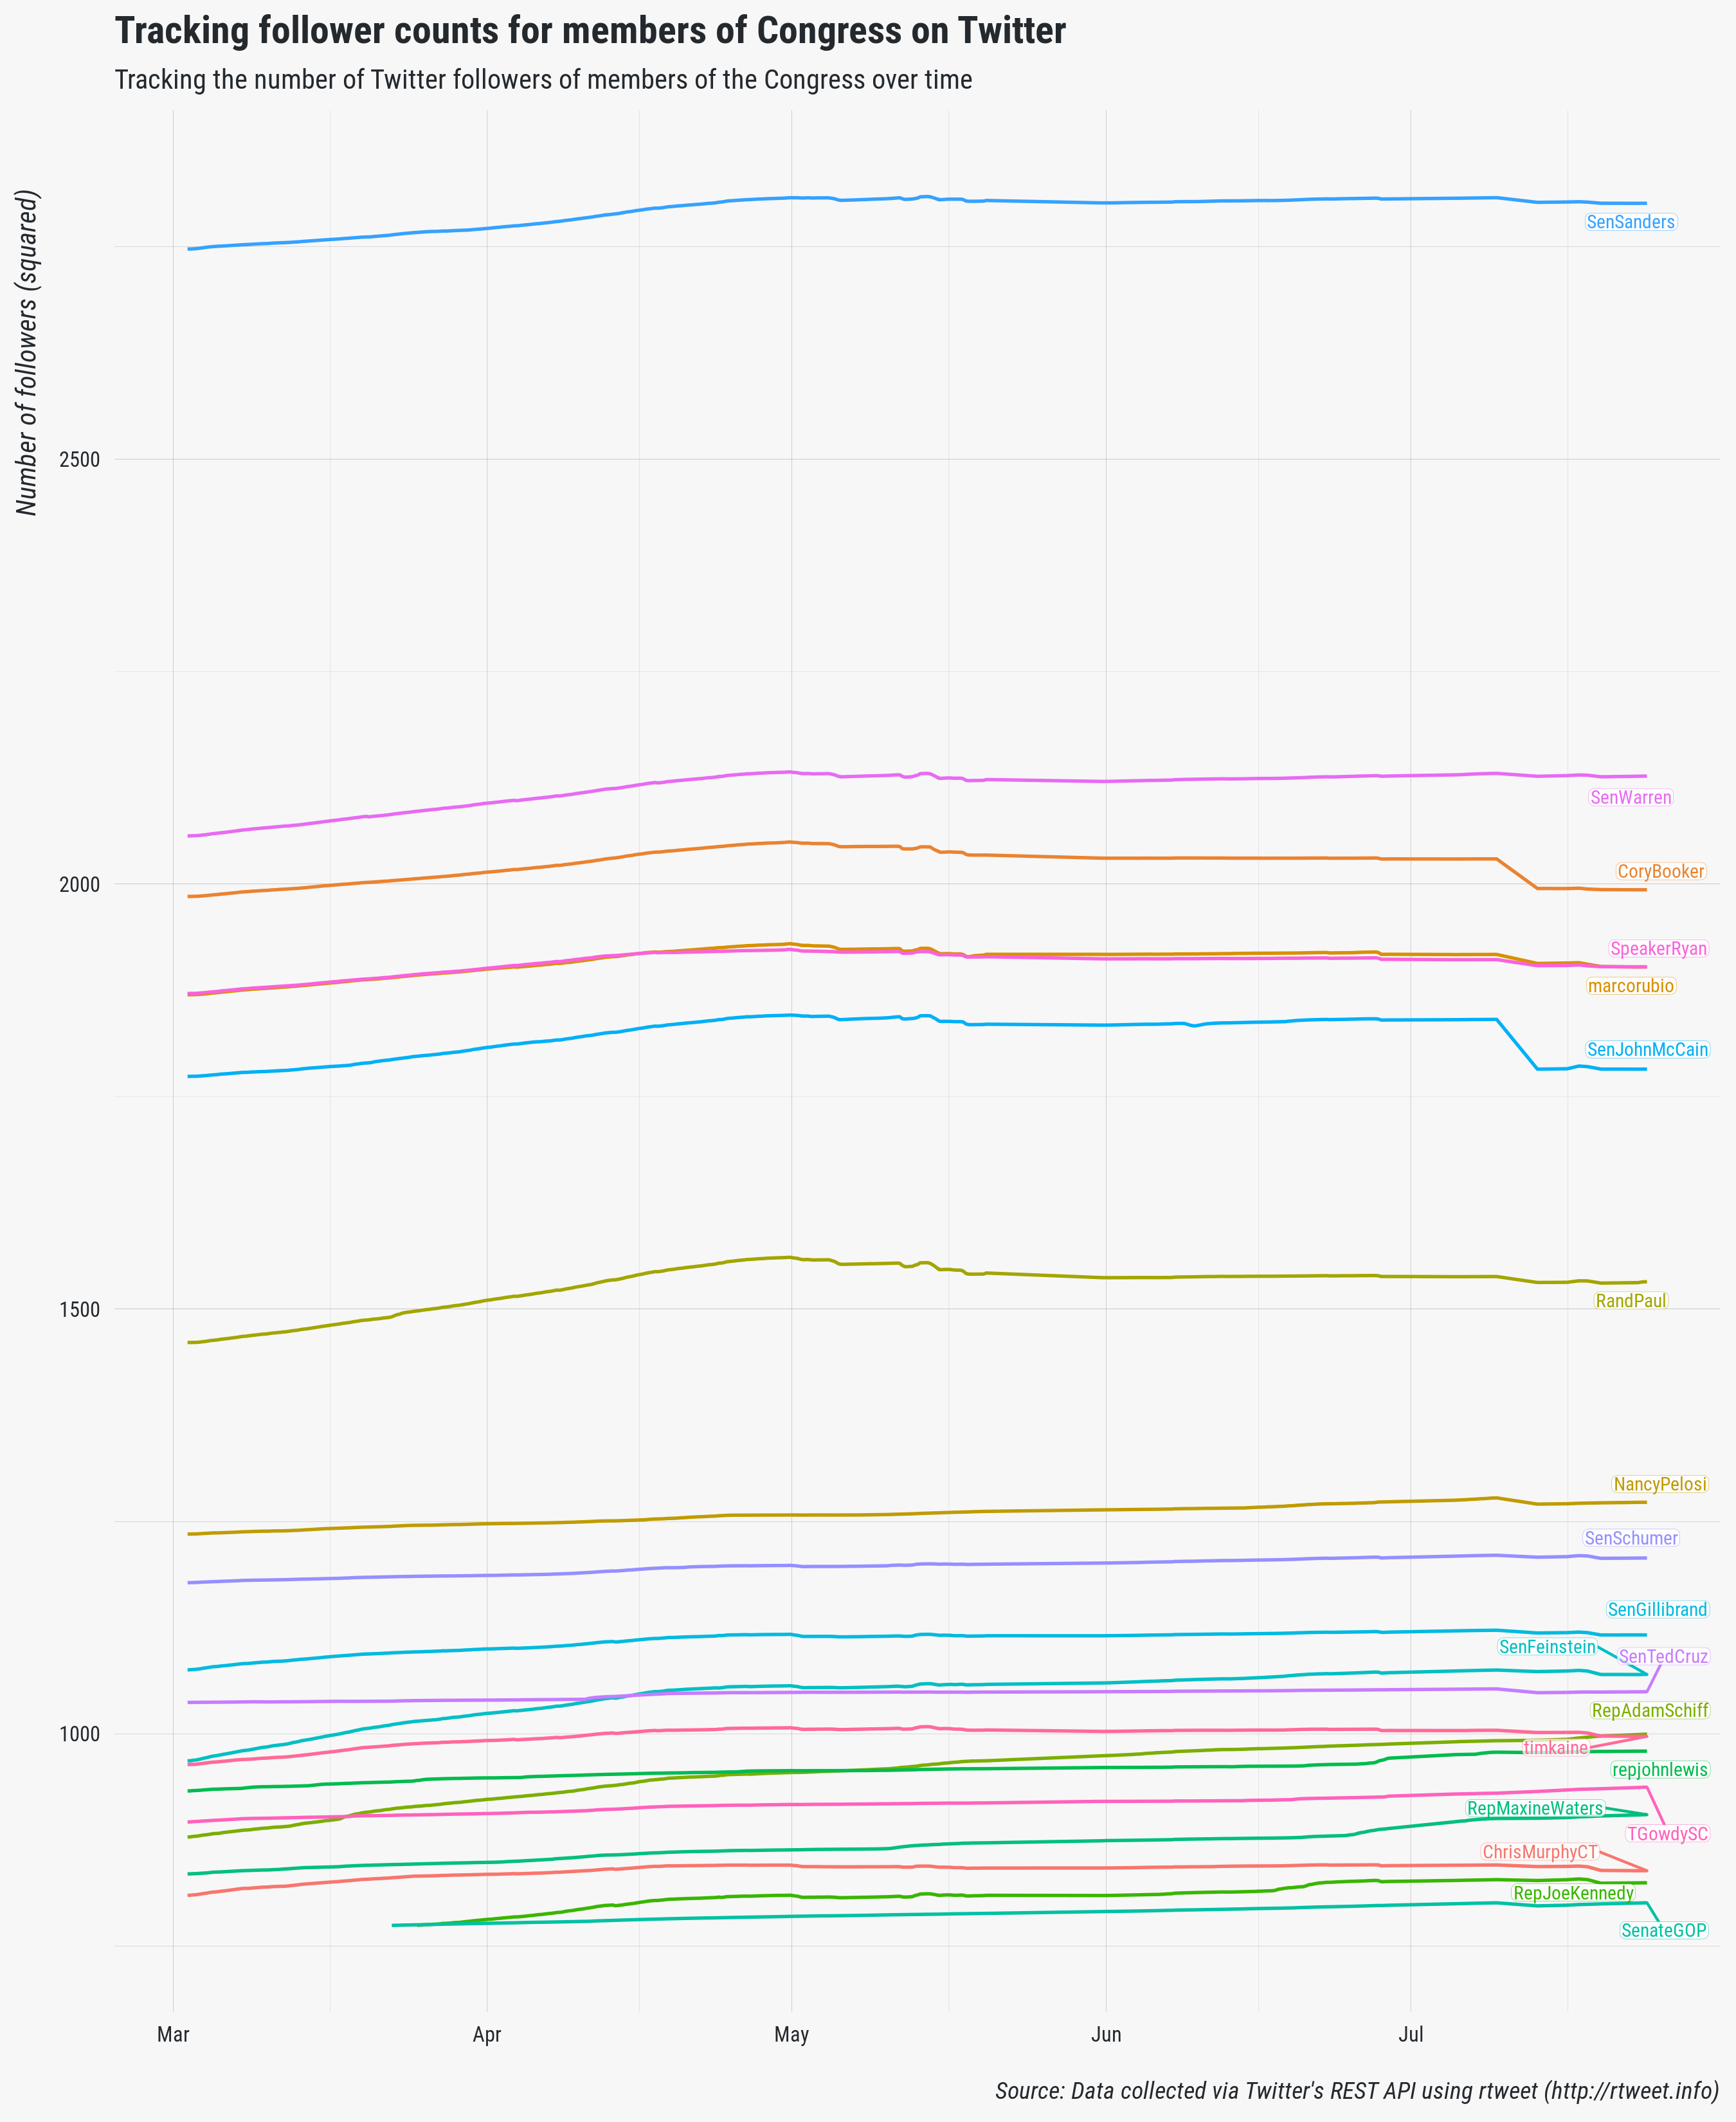 Tracking follower counts for members of Congress on Twitter
Tracking the number of Twitter followers of members of the Congress over time
Number of followers (squared)
SenSanders
2500
SenWarren
CoryBooker
2000
SpeakerRyan
marcorubio
SenJohnMcCain
RandPaul
1500
NancyPelosi
SenSchumer
SenGillibrand
SenFeinstein
SenTedCruz
RepAdamSchiff
1000
timkaine
repjohnlewis
RepMaxineWaters
TGowdySC
ChrisMurphyCT
RepJoeKennedy
SenateGOP
Mar Apr May Jun Jul
Source: Data collected via Twitter's REST API using rtweet (http://rtweet.info)